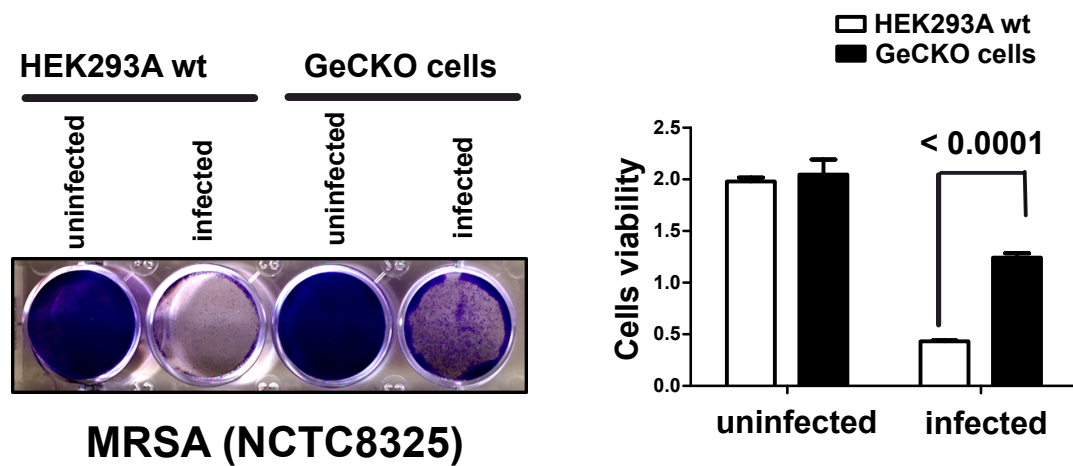 HEK293A wt
GeCKO cells
uninfected
infected
uninfected
infected
MRSA (NCTC8325)
HEK293A wt
GeCKO cells
< 0.0001
Cells viability
2.5
2.0
1.5
1.0
0.5
0.0
uninfected
infected